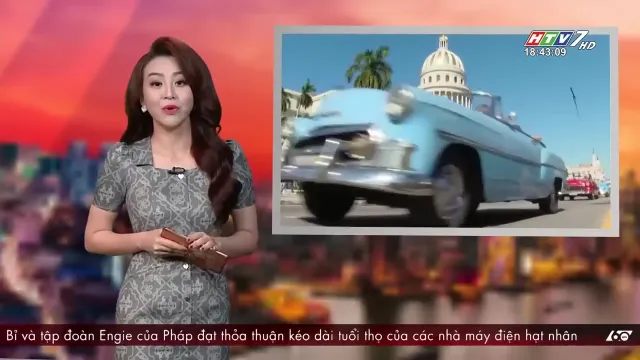 HTV7 HD
18:43:09
Bỉ và tập đoàn Engie của Pháp đạt thỏa thuận kéo dài tuổi thọ của các nhà máy điện hạt nhân
60